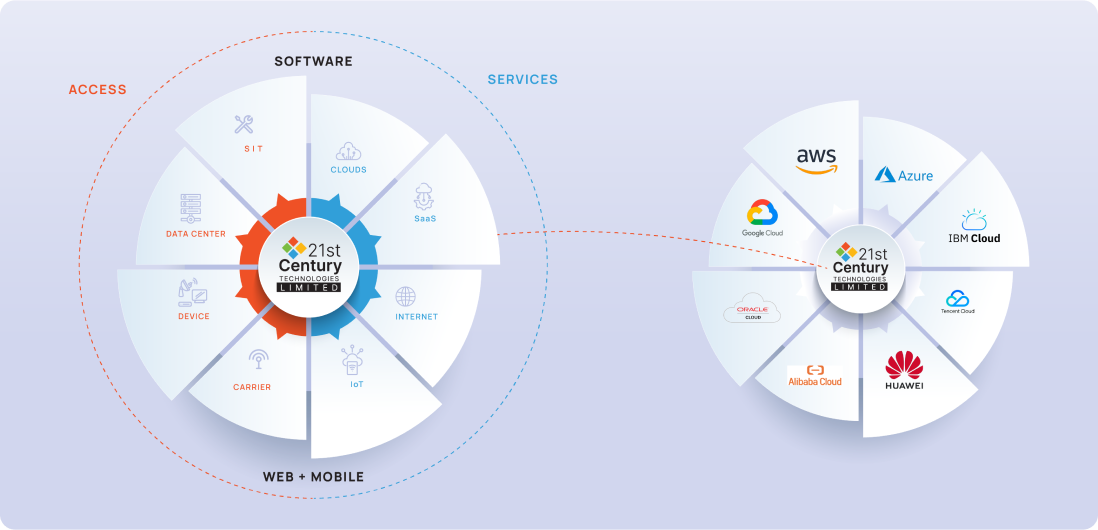 SOFTWARE
ACCESS
SERVICES
SIT
CLOUDS
SaaS
DATA CENTER
21st
Century
TECHNOLOGIES
LIMITED
DEVICE
INTERNET
CARRIER
IoT
WEB + MOBILE
aws
Azure
Google Cloud
IBM Cloud
21st
Century
TECHNOLOGIES
LIMITED
ORACLE
CLOUD
Tencent Cloud
Alibaba Cloud
HUAWEI